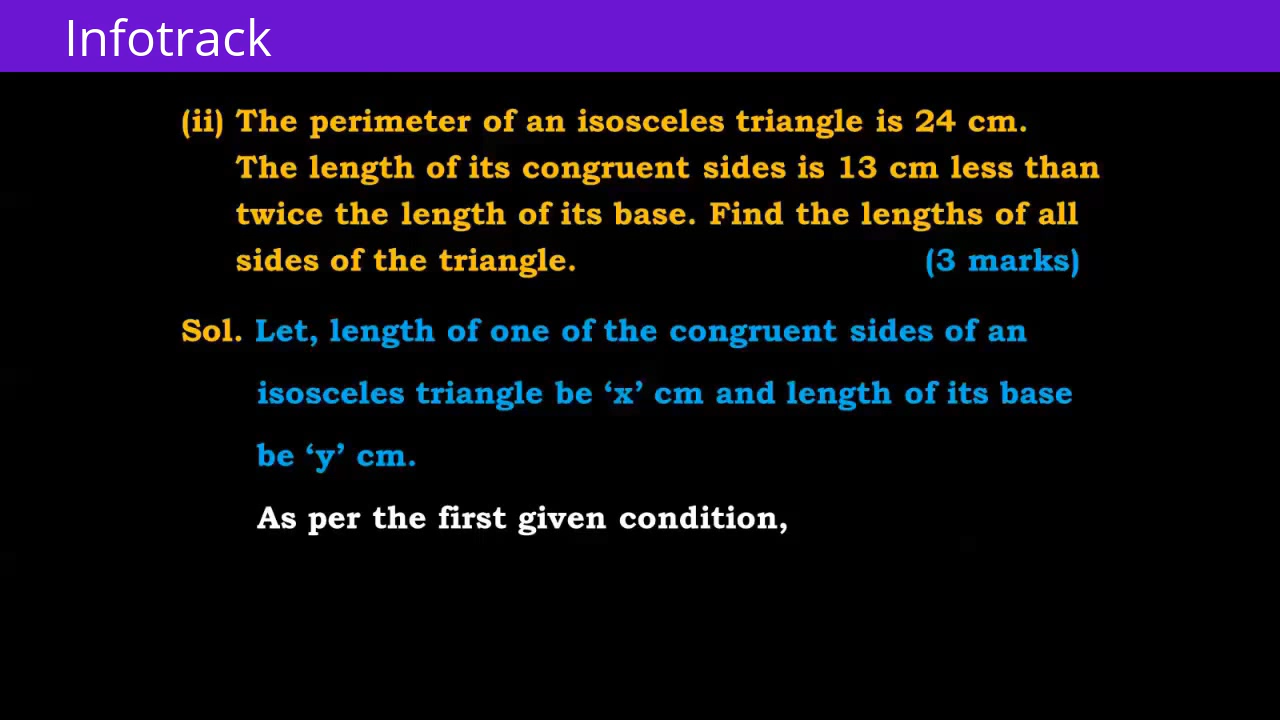 Infotrack
(ii) The perimeter of an isosceles triangle is 24 cm.
The length of its congruent sides is 13 cm less than
twice the length of its base. Find the lengths of all
sides of the triangle. (3 marks)
Sol. Let, length of one of the congruent sides of an
isosceles triangle be ‘x’ cm and length of its base
be ‘y’ cm.
As per the first given condition,